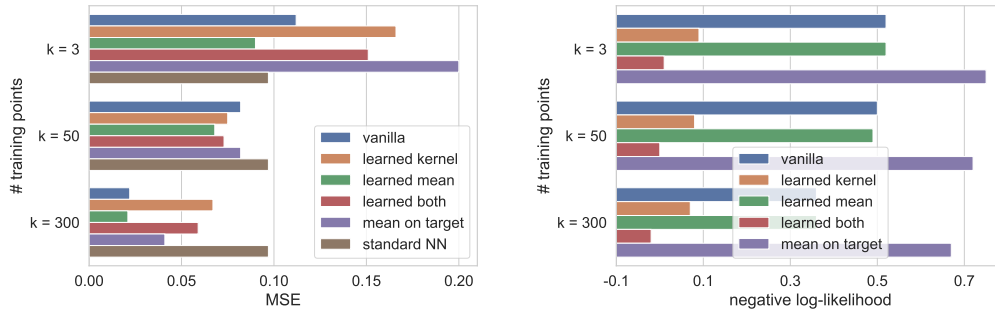 # training points
k = 3
k = 50
k = 300
vanilla
learned kernel
learned mean
learned both
mean on target
standard NN
0.00 0.05 0.10 0.15 0.20
MSE
# training points
k = 3
k = 50
k = 300
vanilla
learned kernel
learned mean
learned both
mean on target
-0.1 0.1 0.3 0.5 0.7
negative log-likelihood